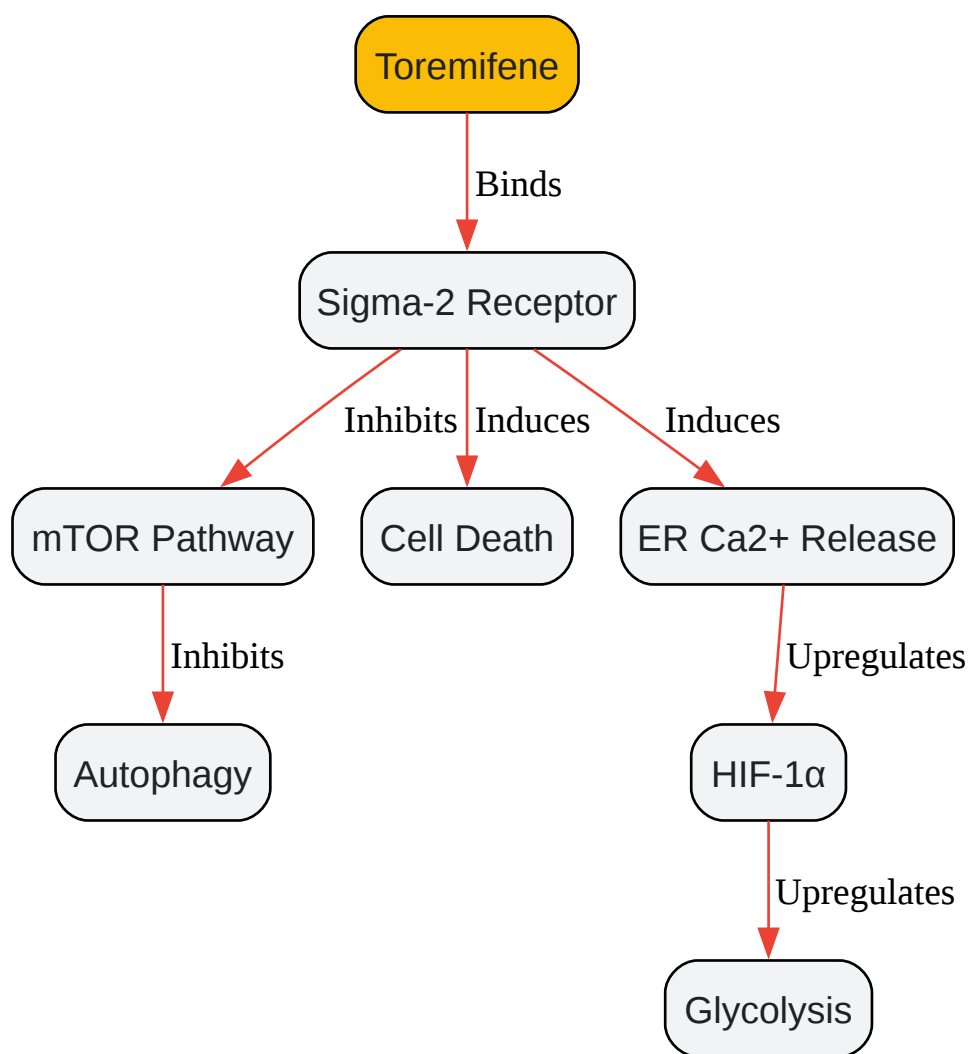 Toremifene
Binds
Sigma-2 Receptor
Inhibits
Induces
Induces
mTOR Pathway
Cell Death
ER Ca2+ Release
Inhibits
Upregulates
Autophagy
HIF-1α
Upregulates
Glycolysis